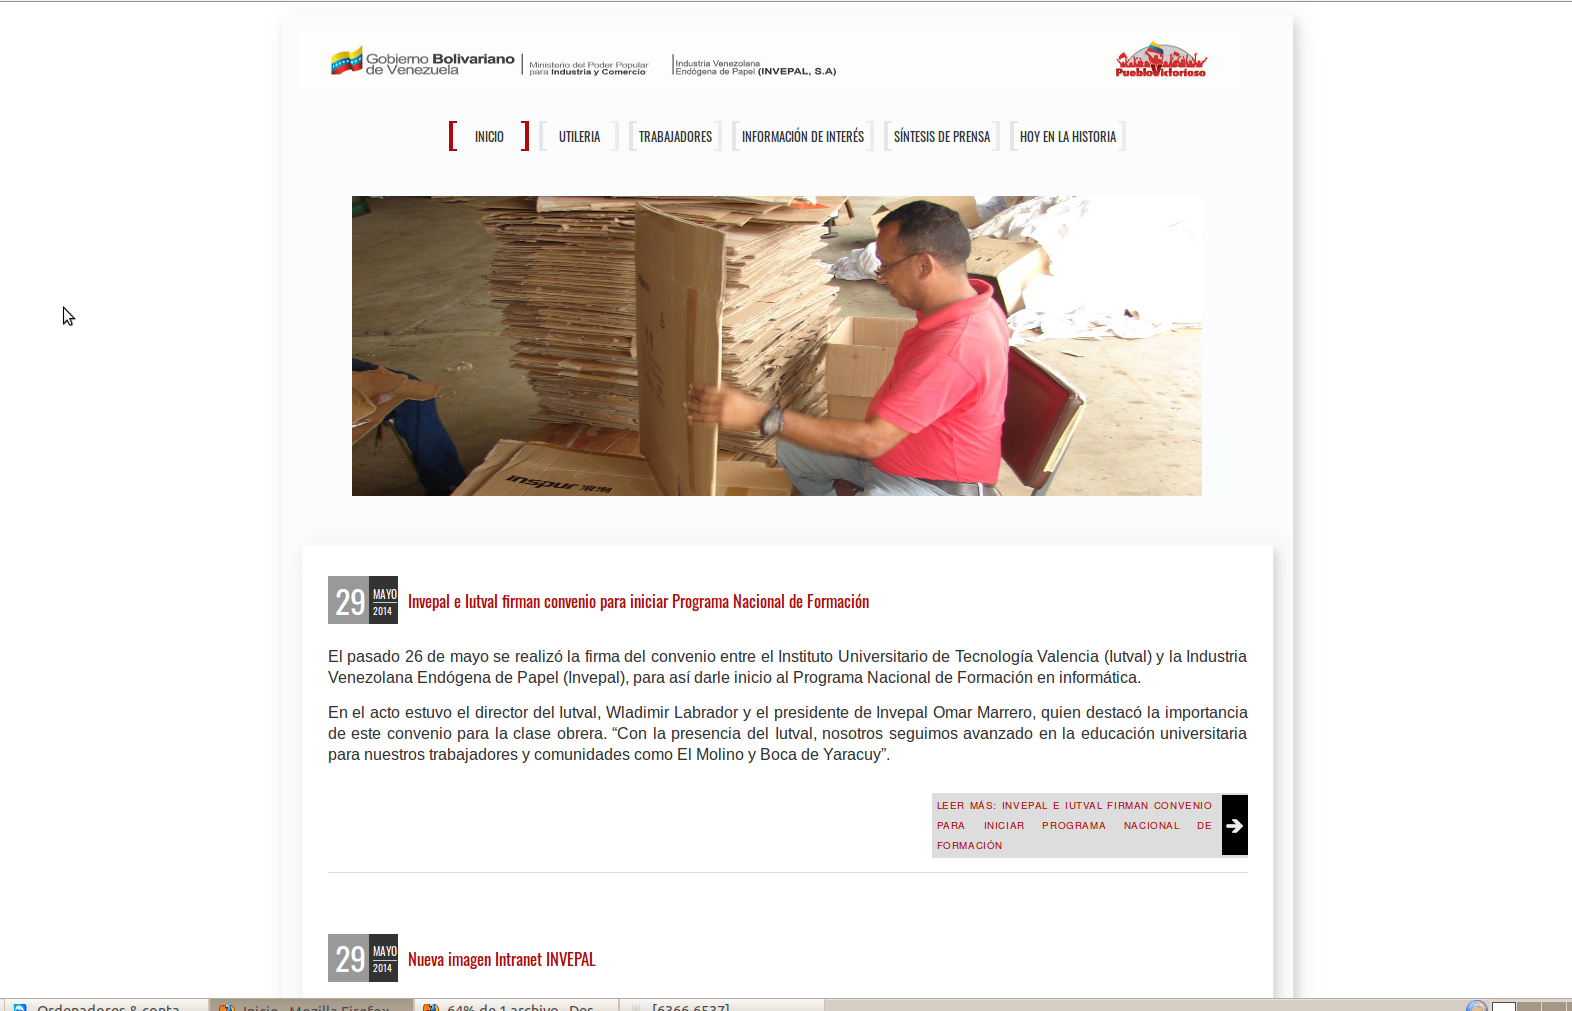 Gobierno Bolivariano
de Venezuela
Ministerio del Poder Popular
para Industria y Comercio
Industria Venezolana
Endógena de Papel (INVEPAL, S.A)
PuebloVictorioso
INICIO
UTILERIA
TRABAJADORES
INFORMACIÓN DE INTERÉS
SÍNTESIS DE PRENSA
HOY EN LA HISTORIA
inspur 浪潮
29 MAYO
2014
Invepal e Iutval firman convenio para iniciar Programa Nacional de Formación
El pasado 26 de mayo se realizó la firma del convenio entre el Instituto Universitario de Tecnología Valencia (Iutval) y la Industria
Venezolana Endógena de Papel (Invepal), para así darle inicio al Programa Nacional de Formación en informática.
En el acto estuvo el director del Iutval, Wladimir Labrador y el presidente de Invepal Omar Marrero, quien destacó la importancia
de este convenio para la clase obrera. “Con la presencia del Iutval, nosotros seguimos avanzado en la educación universitaria
para nuestros trabajadores y comunidades como El Molino y Boca de Yaracuy”.
LEER MÁS: INVEPAL E IUTVAL FIRMAN CONVENIO
PARA INICIAR PROGRAMA NACIONAL DE
FORMACIÓN
29 MAYO
2014
Nueva imagen Intranet INVEPAL
Ordenadores & conta
Inicio - Mozilla Firefox
64% de 1 archivo - Des
[6366 6537]